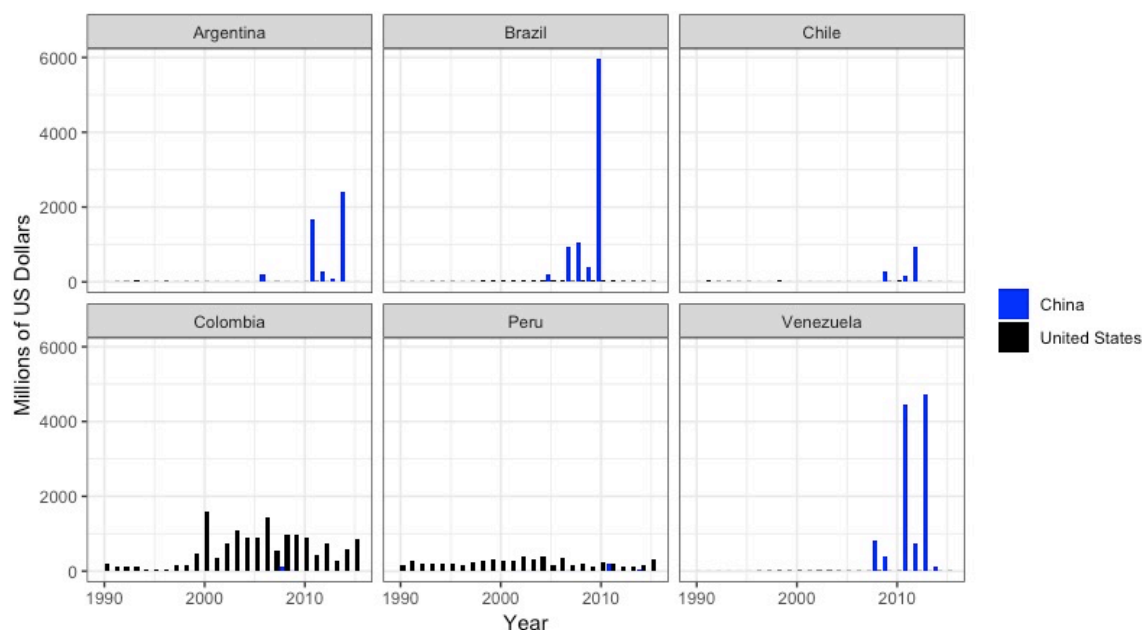 Argentina
Brazil
Chile
6000
4000
2000
0
Colombia
Peru
Venezuela
6000
4000
2000
0
1990
2000
2010
1990
2000
2010
1990
2000
2010
Year
Millions of US Dollars
China
United States